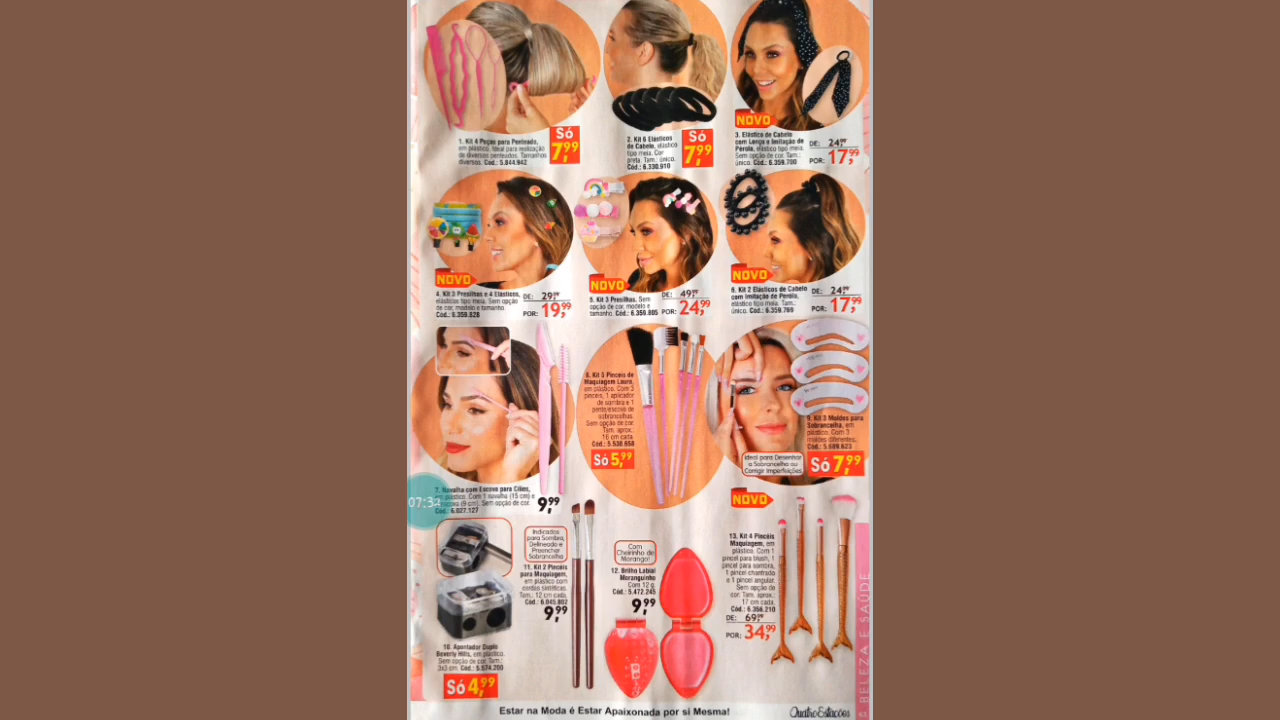 1. Kit 4 Peças para Penteado,
em plástico. Ideal para realização
de diversos penteados. Tamanhos
diversos. Cód.: 5.844.942
Só
7,99
2. Kit 6 Elásticos
de Cabelo, elástico
tipo meia. Cor
preta. Tam.: único.
Cód.: 6.330.910
Só
7,99
NOVO
3. Elástico de Cabelo
com Lenço e Imitação de
Pérola, elástico tipo meia.
Sem opção de cor. Tam.:
único. Cód.: 6.359.700
DE: 24,99
POR: 17,99
NOVO
4. Kit 3 Presilhas e 4 Elásticos,
elásticos tipo meia. Sem opção
de cor, modelo e tamanho.
Cód.: 6.359.828
DE: 29,99
POR: 19,99
NOVO
5. Kit 3 Presilhas. Sem
opção de cor, modelo e
tamanho. Cód.: 6.359.885
DE: 49,99
POR: 24,99
NOVO
6. Kit 2 Elásticos de Cabelo
com Imitação de Pérola,
elástico tipo meia. Tam.:
único. Cód.: 6.359.769
DE: 24,99
POR: 17,99
7. Navalha com Escova para Cílios,
em plástico. Com 1 navalha (15 cm) e
escova (9 cm). Sem opção de cor.
Cód.: 6.027.127
9,99
07:32
8. Kit 5 Pincéis de
Maquiagem Laura,
em plástico. Com 3
pincéis, 1 aplicador
de sombra e 1
pente/escova de
sobrancelhas.
Sem opção de cor.
Tam. aprox.:
16 cm cada.
Cód.: 5.538.658
Só 5,99
9. Kit 3 Moldes para
Sobrancelha, em
plástico. Com 3
moldes diferentes.
Cód.: 5.689.823
Só 7,99
Ideal para Desenhar
a Sobrancelha ou
Corrigir Imperfeições
10. Apontador Duplo
Beverly Hills, em plástico.
Sem opção de cor. Tam.:
3x3 cm. Cód.: 5.574.200
Só 4,99
Indicados
para Sombra,
Delineado e
Preencher
Sobrancelha
11. Kit 2 Pincéis
para Maquiagem,
em plástico com
cerdas sintéticas.
Tam.: 12 cm cada.
Cód.: 6.045.802
9,99
Com
Cheirinho de
Morango!
12. Brilho Labial
Moranguinho
Com 12 g.
Cód.: 5.472.245
9,99
NOVO
13. Kit 4 Pincéis
Maquiagem, em
plástico. Com 1
pincel para blush, 1
pincel para sombra,
1 pincel chanfrado
e 1 pincel angular.
Sem opção de
cor. Tam. aprox.:
17 cm cada.
Cód.: 6.356.210
DE: 69,99
POR: 34,99
BELEZA E SAÚDE
Estar na Moda é Estar Apaixonada por si Mesma!
Quatro Estações